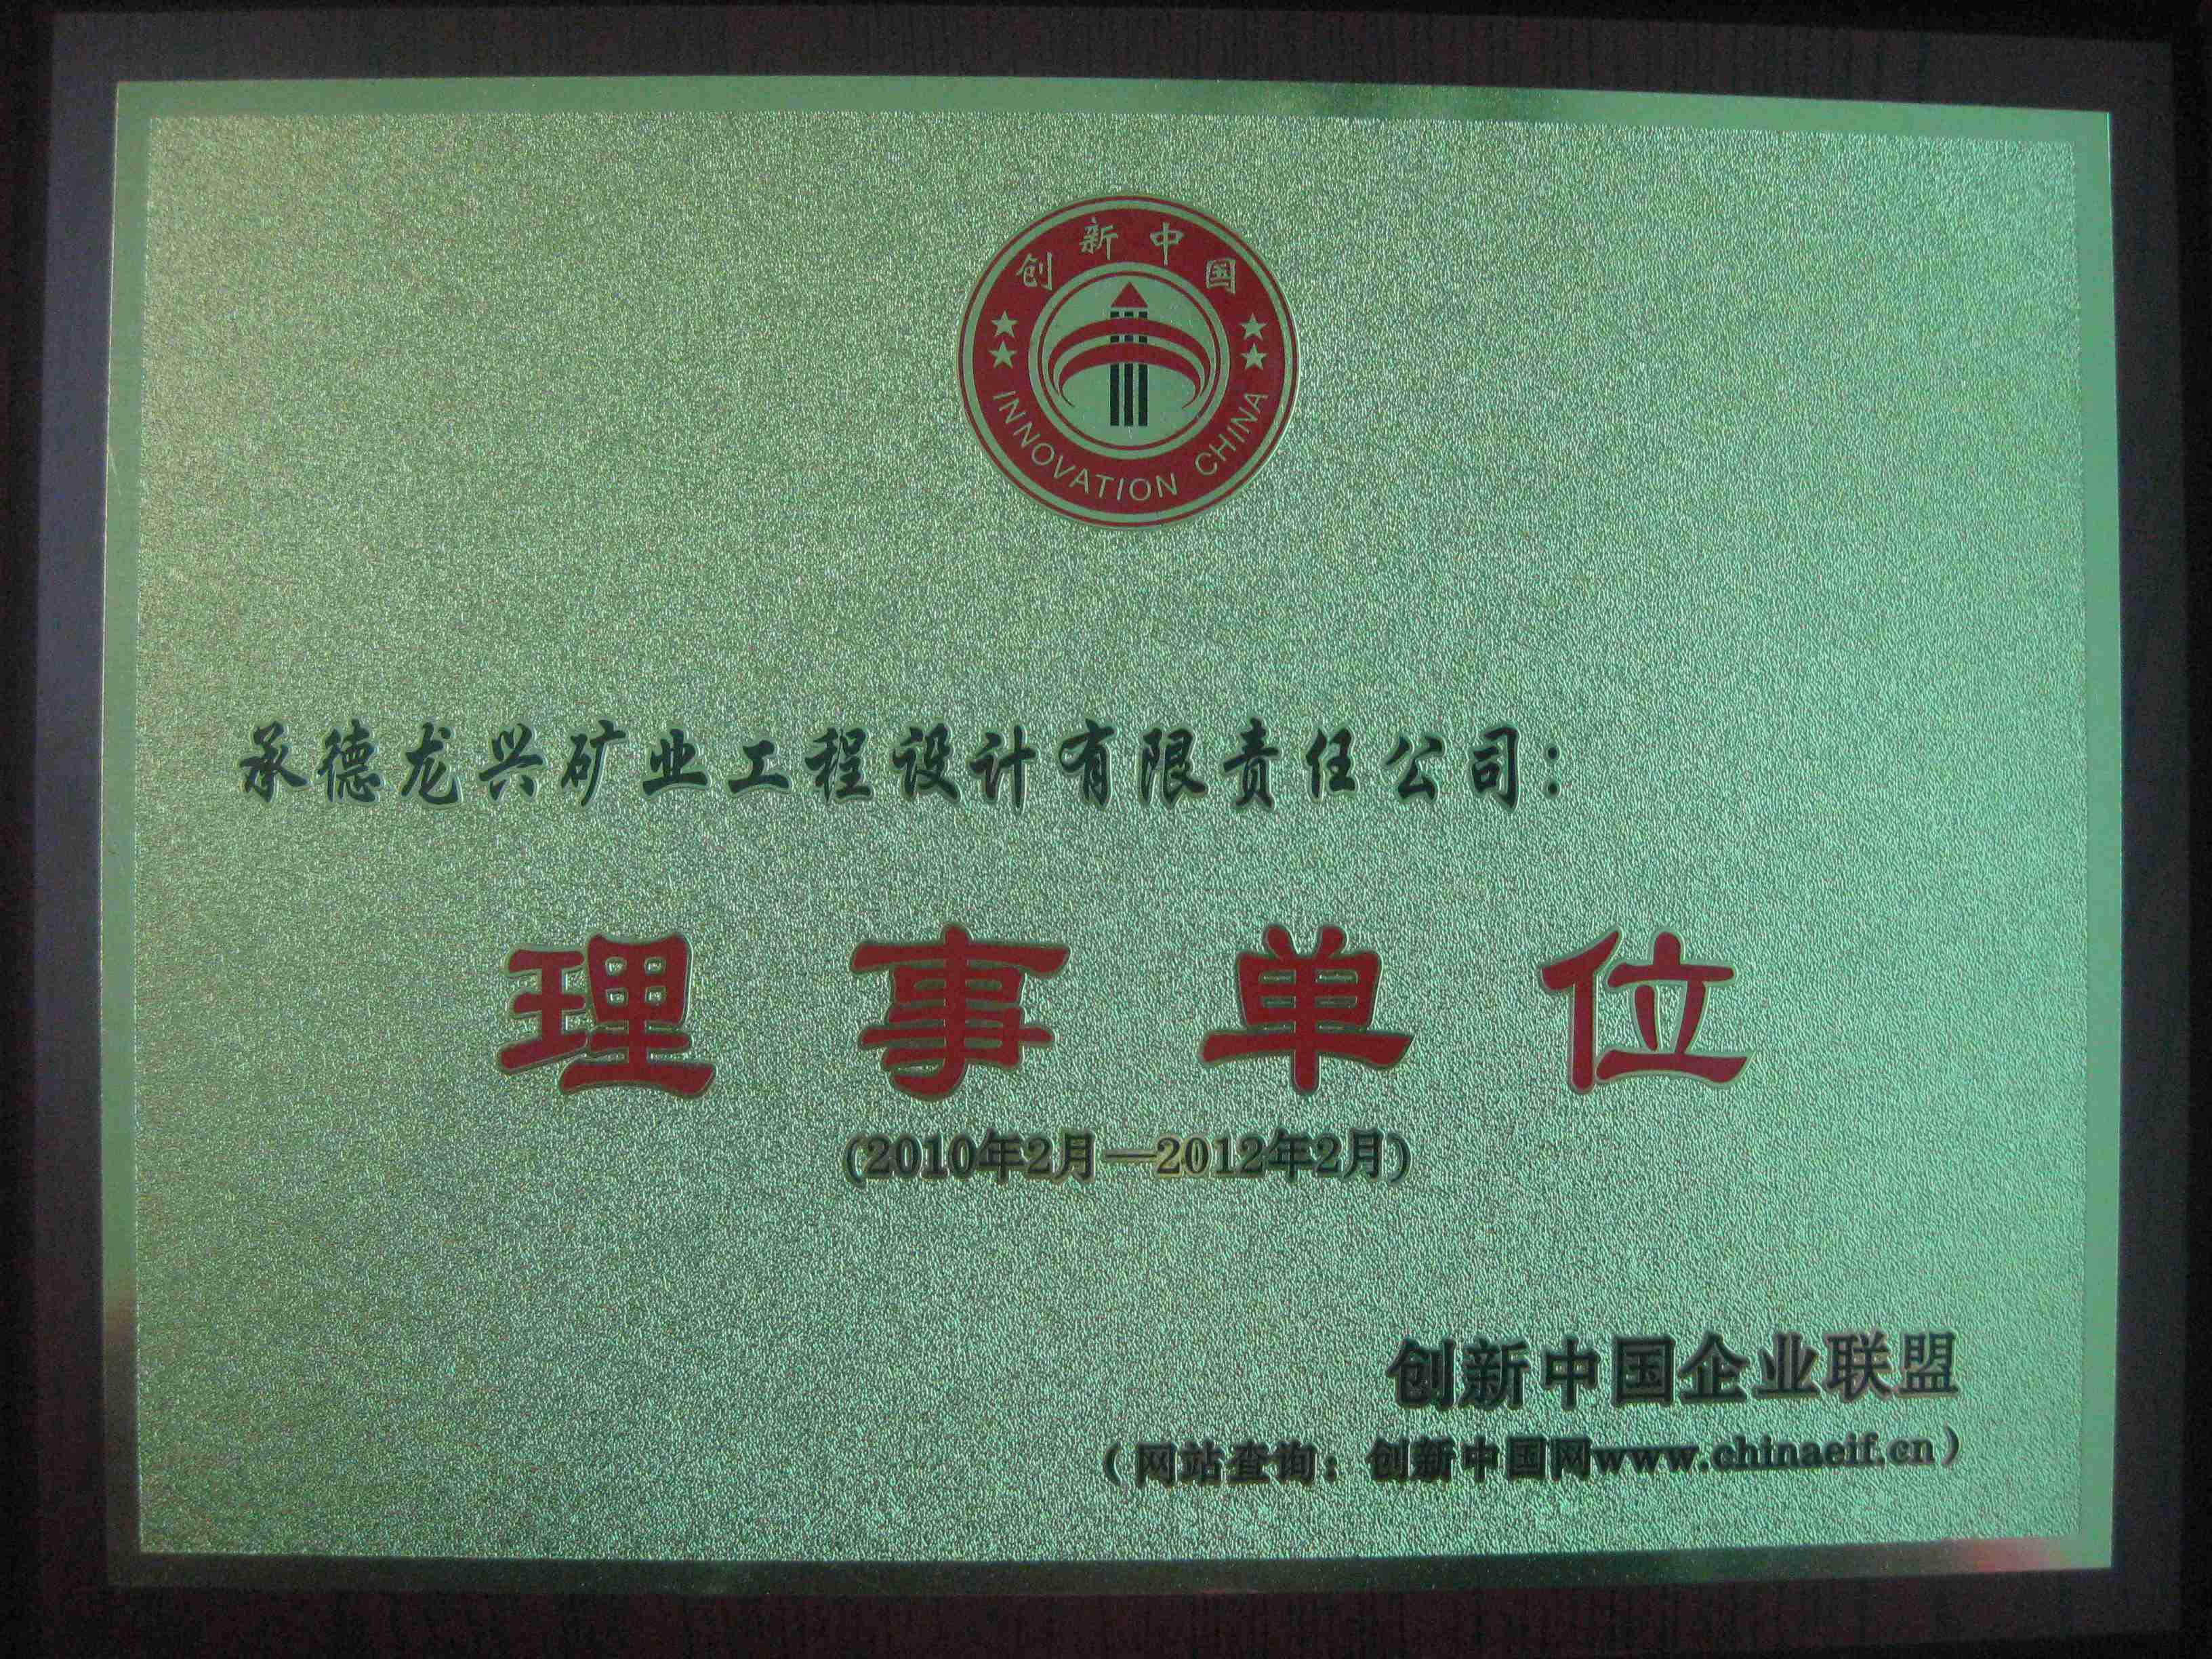 创新中国
INNOVATION CHINA
承德龙兴矿业工程设计有限责任公司：
理事单位
(2010年2月—2012年2月)
创新中国企业联盟
（网站查询：创新中国网www.chinaeif.cn）